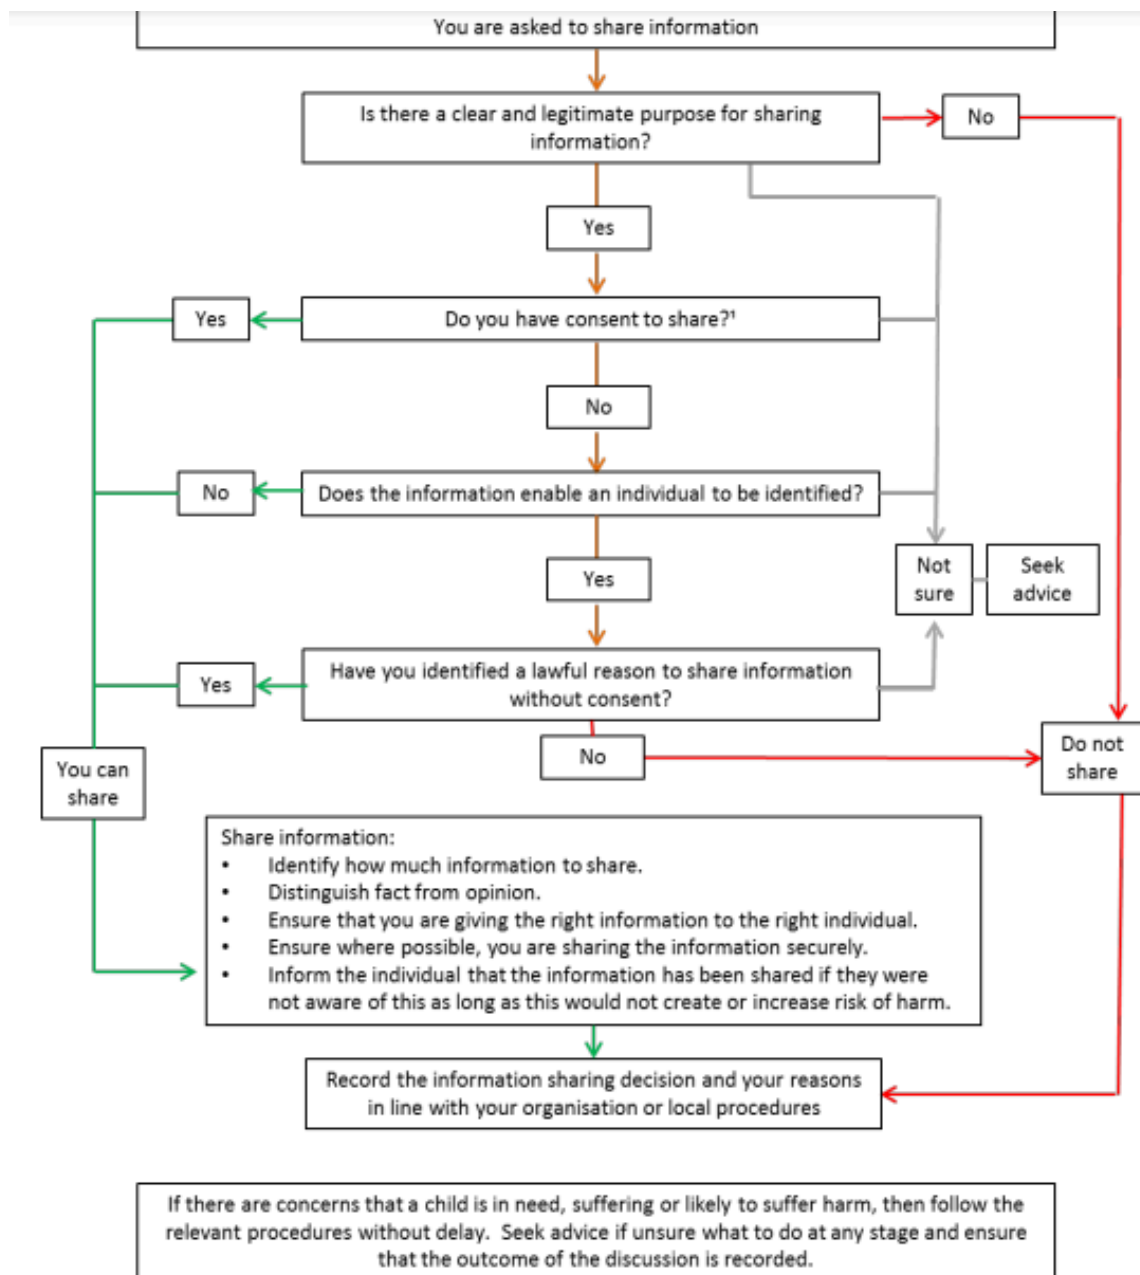 You are asked to share information
Is there a clear and legitimate purpose for sharing
information?
No
Yes
Do you have consent to share?¹
Yes
No
Does the information enable an individual to be identified?
No
Yes
Not
sure
Seek
advice
Have you identified a lawful reason to share information
without consent?
Yes
No
Do not
share
You can
share
Share information:
• Identify how much information to share.
• Distinguish fact from opinion.
• Ensure that you are giving the right information to the right individual.
• Ensure where possible, you are sharing the information securely.
• Inform the individual that the information has been shared if they were
not aware of this as long as this would not create or increase risk of harm.
Record the information sharing decision and your reasons
in line with your organisation or local procedures
If there are concerns that a child is in need, suffering or likely to suffer harm, then follow the
relevant procedures without delay. Seek advice if unsure what to do at any stage and ensure
that the outcome of the discussion is recorded.